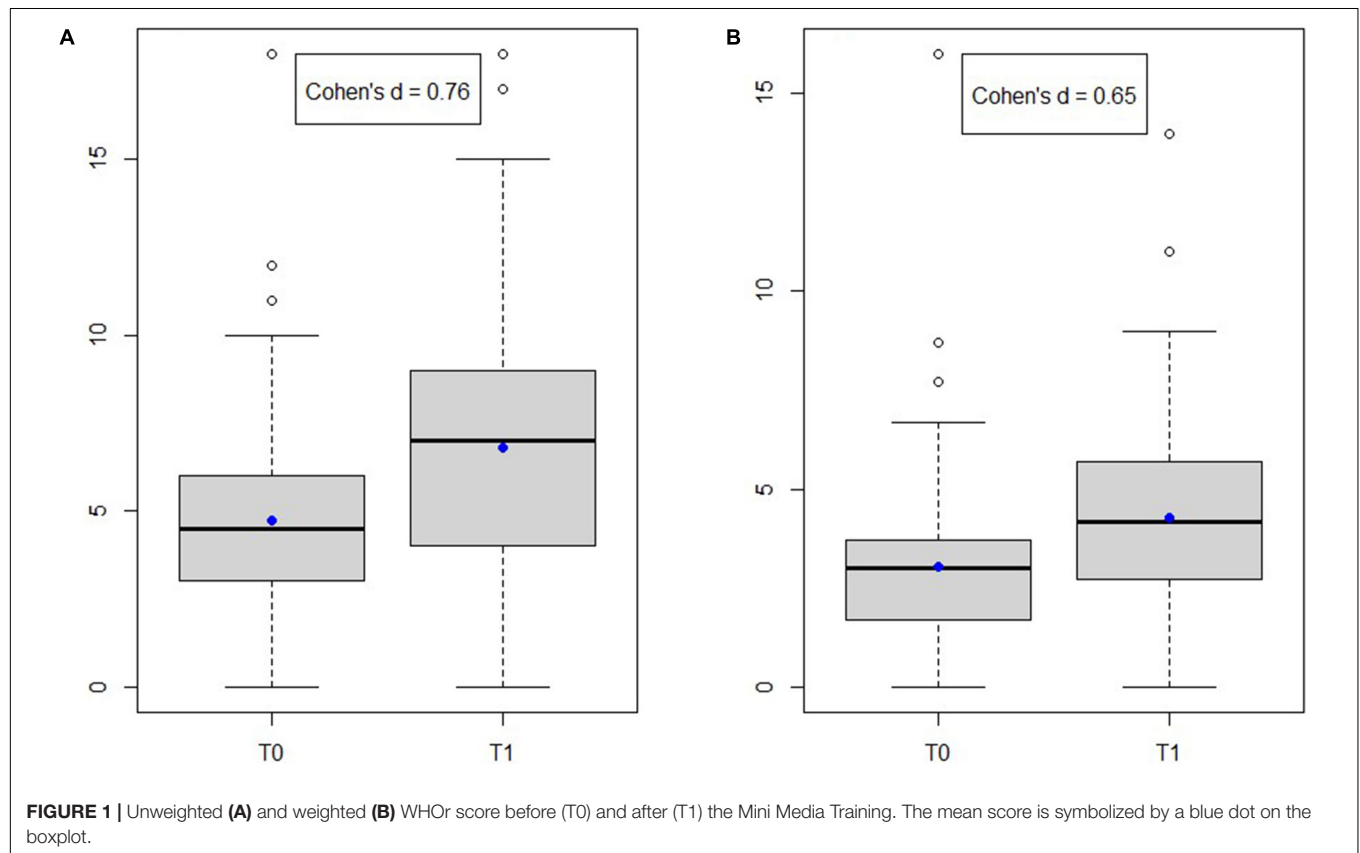 A
Cohen's d = 0.76
15
10
5
0
T0 T1
B
Cohen's d = 0.65
15
10
5
0
T0 T1
FIGURE 1 | Unweighted (A) and weighted (B) WHOr score before (T0) and after (T1) the Mini Media Training. The mean score is symbolized by a blue dot on the
boxplot.